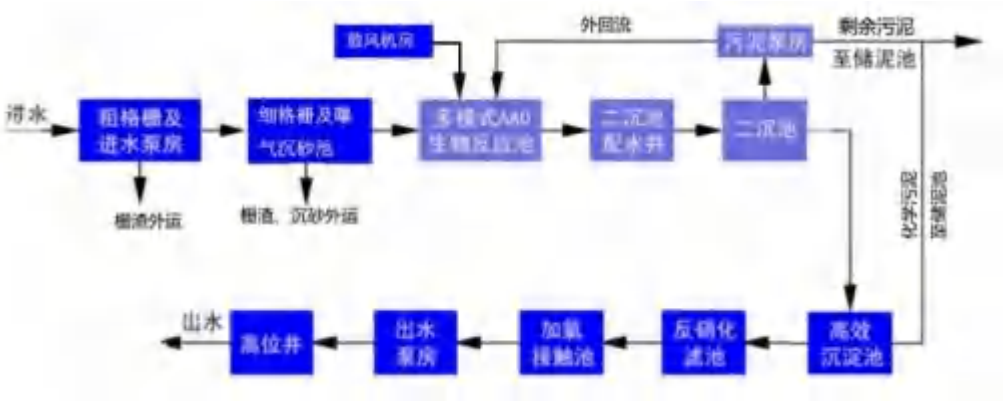 鼓风机房
外回流
污泥泵房
剩余污泥
至储泥池
进水
粗格栅及
进水泵房
细格栅及曝
气沉砂池
多模式AAO
生物反应池
二沉池
配水井
二沉池
栅渣外运
栅渣、沉砂外运
化学污泥
至储泥池
出水
高位井
出水
泵房
加氯
接触池
反硝化
滤池
高效
沉淀池